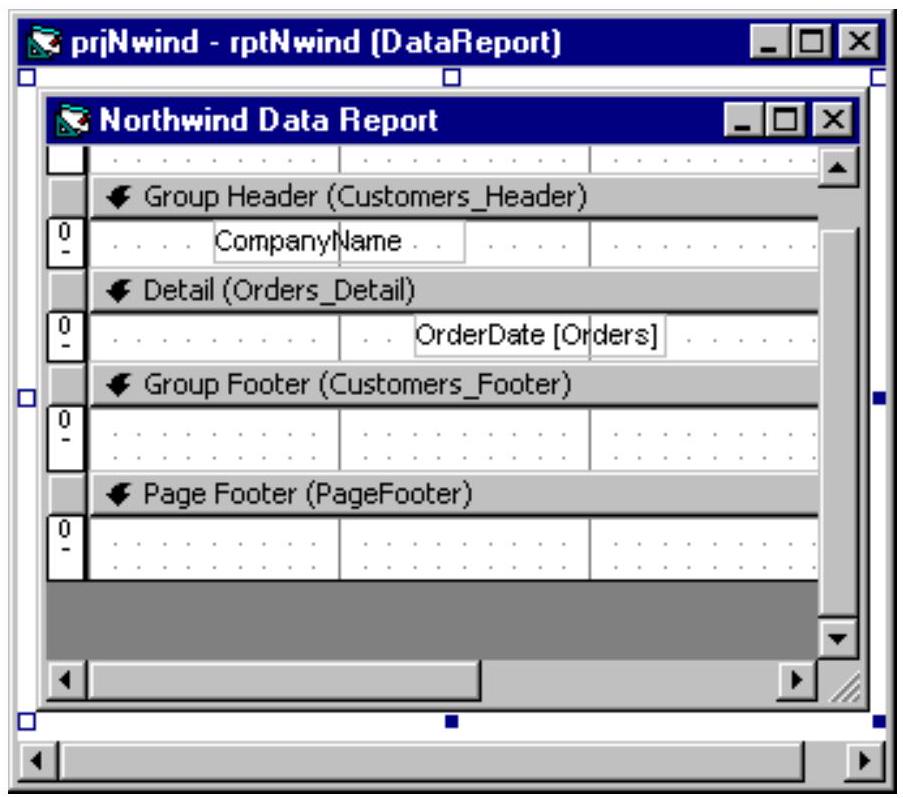 prjNwind - rptNwind (DataReport)
Northwind Data Report
Group Header (Customers_Header)
0
CompanyName
Detail (Orders_Detail)
0
OrderDate [Orders]
Group Footer (Customers_Footer)
0
Page Footer (PageFooter)
0